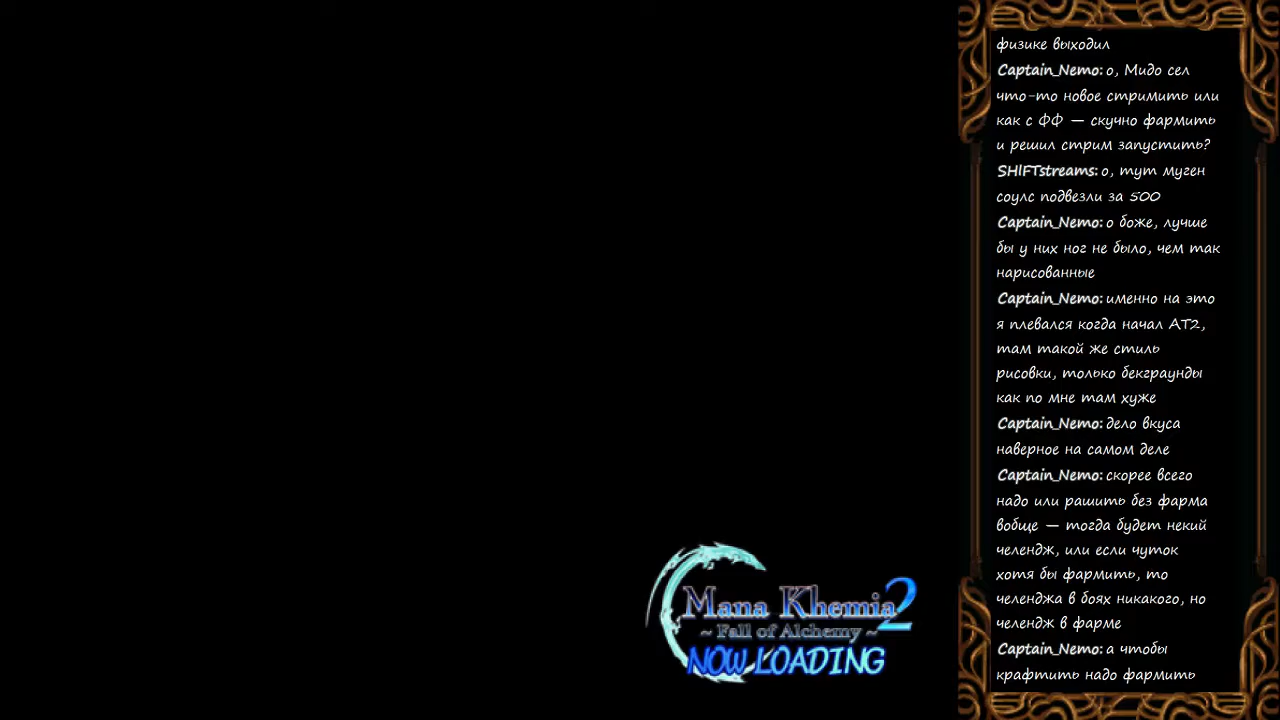 физике выходил
Captain_Nemo: о, Мидо сел
что-то новое стримить или
как с ФФ — скучно фармить
и решил стрим запустить?
SHIFTstreams: о, тут муген
соулс подвезли за 500
Captain_Nemo: о боже, лучше
бы у них ног не было, чем так
нарисованные
Captain_Nemo: именно на это
я плевался когда начал АТ2,
там такой же стиль
рисовки, только бекграунды
как по мне там хуже
Captain_Nemo: дело вкуса
наверное на самом деле
Captain_Nemo: скорее всего
надо или рашить без фарма
вобще — тогда будет некий
челендж, или если чуток
хотя бы фармить, то
челенджа в боях никакого, но
челендж в фарме
Captain_Nemo: а чтобы
крафтить надо фармить
Mana Khemia 2
~ Fall of Alchemy ~
NOW LOADING